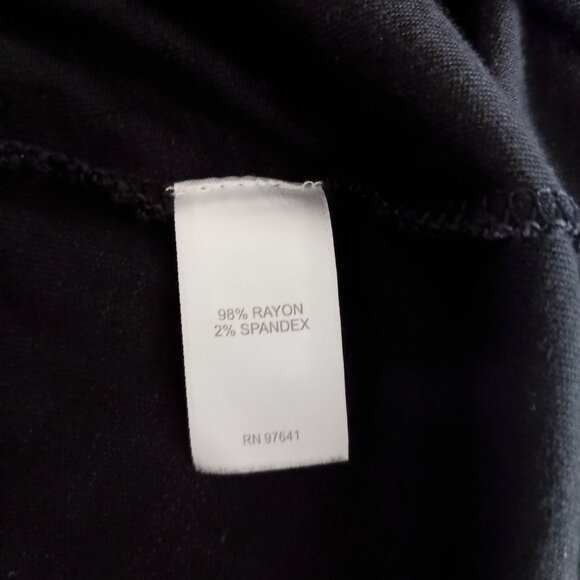 98% RAYON
2% SPANDEX
RN 97641